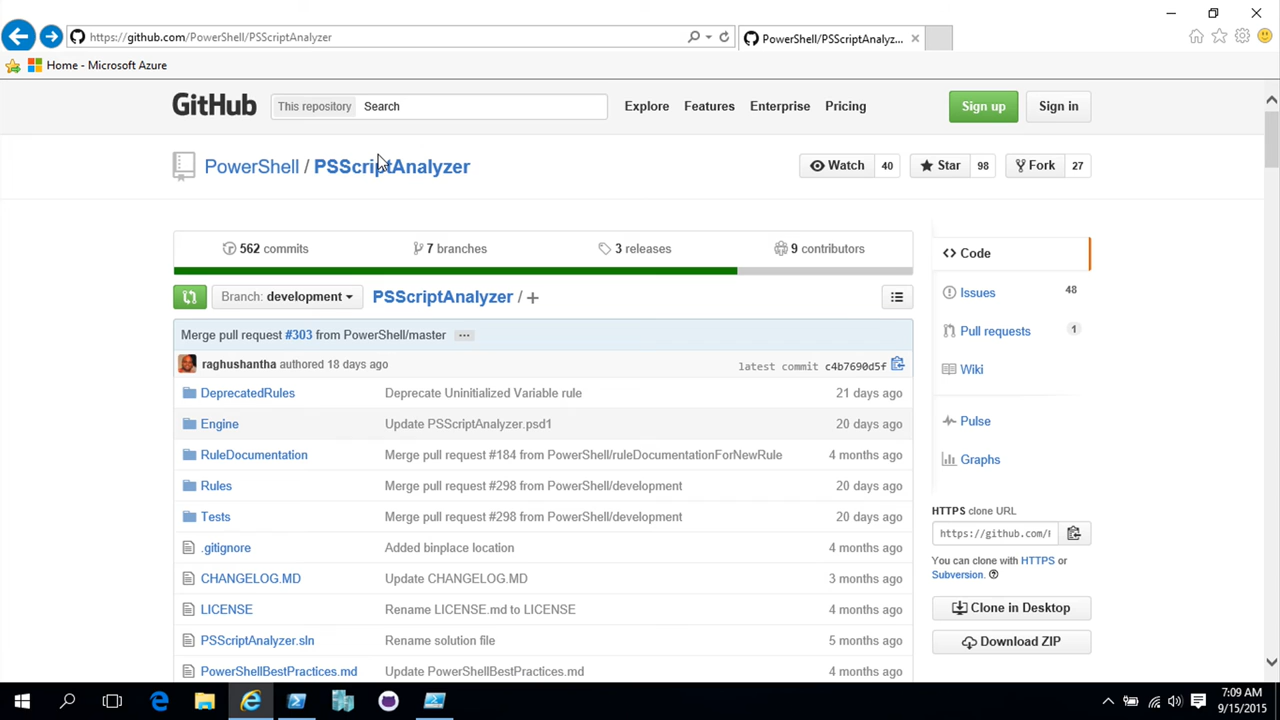 https://github.com/PowerShell/PSScriptAnalyzer
PowerShell/PSScriptAnalyz...
Home - Microsoft Azure
GitHub This repository Search Explore Features Enterprise Pricing Sign up Sign in
PowerShell / PSScriptAnalyzer Watch 40 Star 98 Fork 27
562 commits 7 branches 3 releases 9 contributors
Branch: development PSScriptAnalyzer / +
Merge pull request #303 from PowerShell/master ...
raghushantha authored 18 days ago latest commit c4b7690d5f
DeprecatedRules Deprecate Uninitialized Variable rule 21 days ago
Engine Update PSScriptAnalyzer.psd1 20 days ago
RuleDocumentation Merge pull request #184 from PowerShell/ruleDocumentationForNewRule 4 months ago
Rules Merge pull request #298 from PowerShell/development 20 days ago
Tests Merge pull request #298 from PowerShell/development 20 days ago
.gitignore Added binplace location 4 months ago
CHANGELOG.MD Update CHANGELOG.MD 3 months ago
LICENSE Rename LICENSE.md to LICENSE 4 months ago
PSScriptAnalyzer.sln Rename solution file 5 months ago
PowerShellBestPractices.md Update PowerShellBestPractices.md 4 months ago
Code
Issues 48
Pull requests 1
Wiki
Pulse
Graphs
HTTPS clone URL
https://github.com/
You can clone with HTTPS or
Subversion.
Clone in Desktop
Download ZIP
7:09 AM
9/15/2015